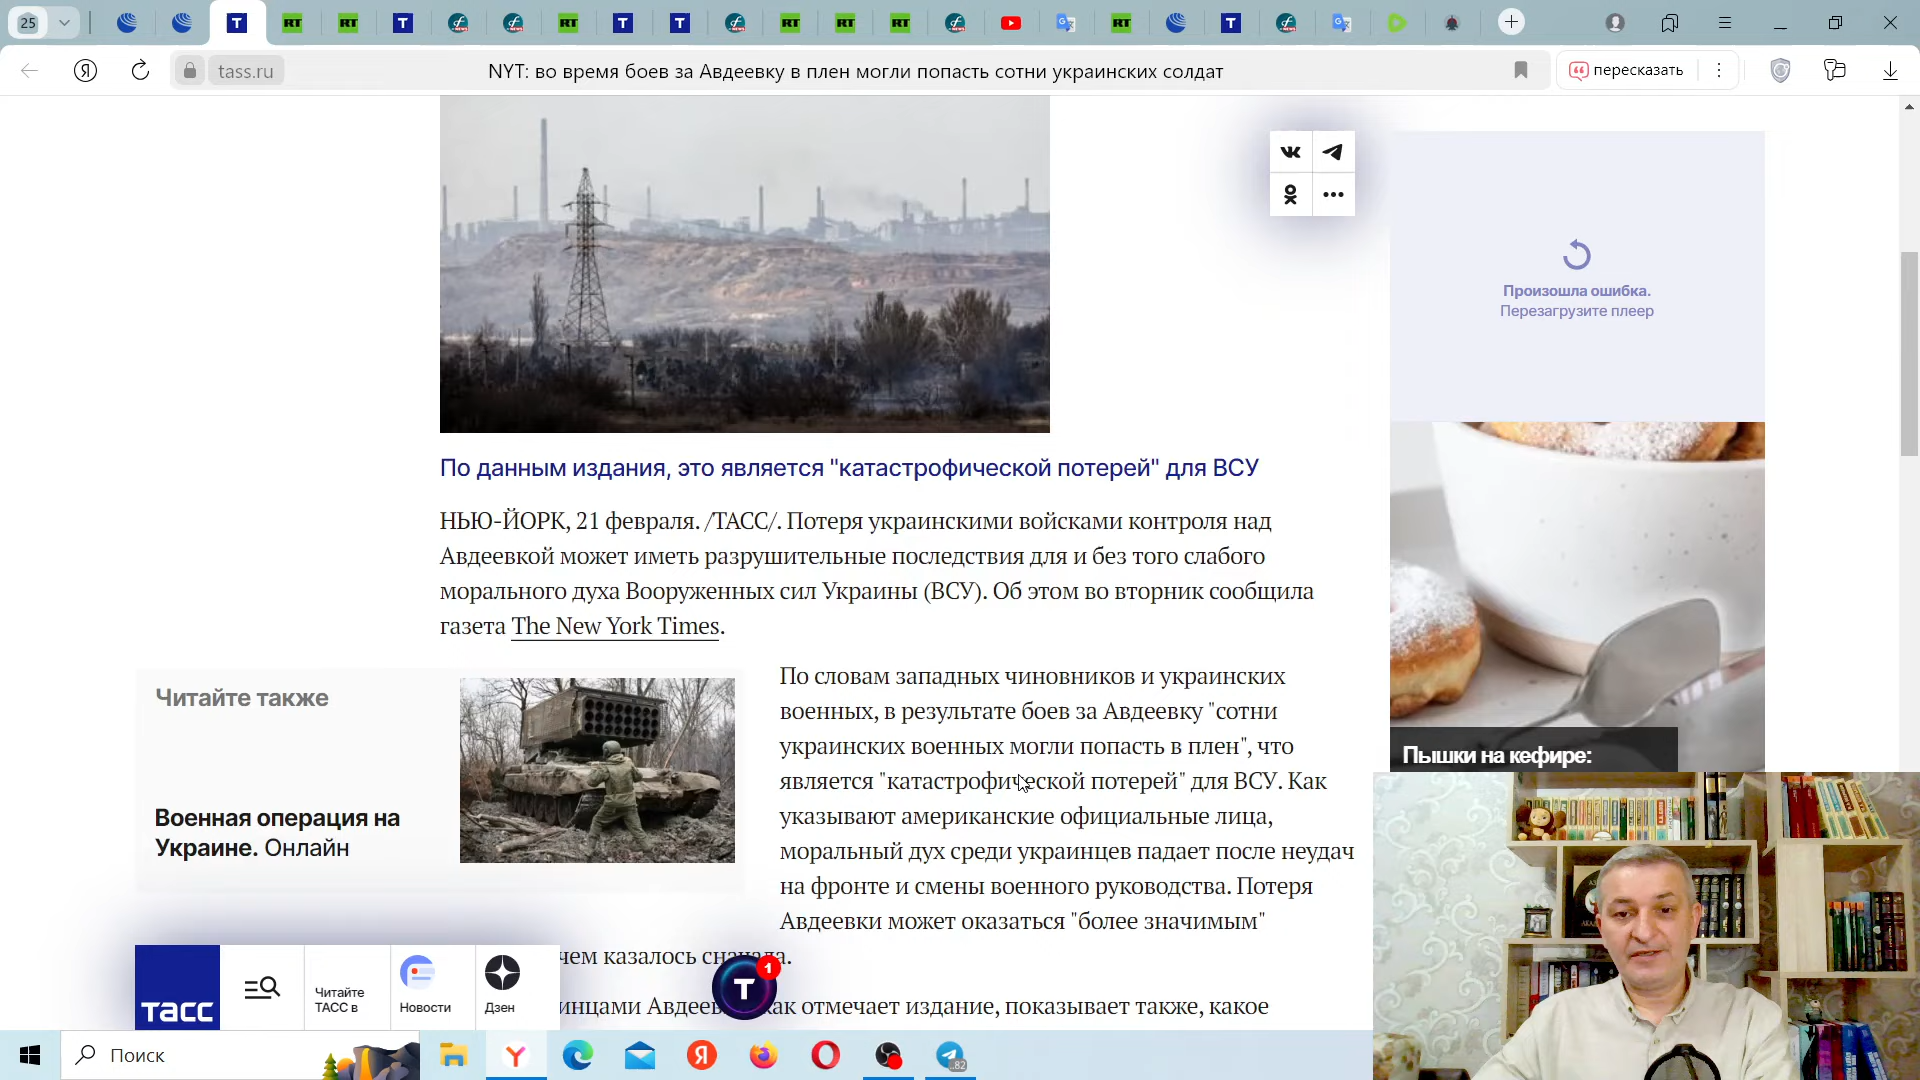 25
tass.ru
NYT: во время боев за Авдеевку в плен могли попасть сотни украинских солдат
пересказать
Произошла ошибка.
Перезагрузите плеер
По данным издания, это является "катастрофической потерей" для ВСУ
НЬЮ-ЙОРК, 21 февраля. /ТАСС/. Потеря украинскими войсками контроля над
Авдеевкой может иметь разрушительные последствия для и без того слабого
морального духа Вооруженных сил Украины (ВСУ). Об этом во вторник сообщила
газета The New York Times.
Читайте также
Военная операция на
Украине. Онлайн
По словам западных чиновников и украинских
военных, в результате боев за Авдеевку "сотни
украинских военных могли попасть в плен", что
является "катастрофической потерей" для ВСУ. Как
указывают американские официальные лица,
моральный дух среди украинцев падает после неудач
на фронте и смены военного руководства. Потеря
Авдеевки может оказаться "более значимым"
чем казалось сначала.
отмечает издание, показывает также, какое
Пышки на кефире:
ТАСС
Читайте
ТАСС в
Новости
Дзен
T
1
Поиск
82